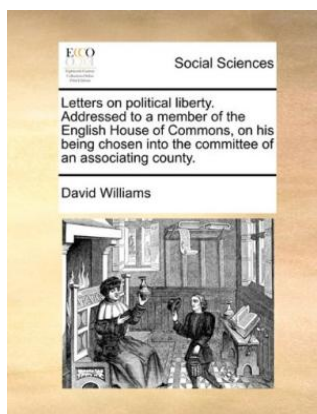 ECCO
Social Sciences
Letters on political liberty.
Addressed to a member of the
English House of Commons, on his
being chosen into the committee of
an associating county.
David Williams